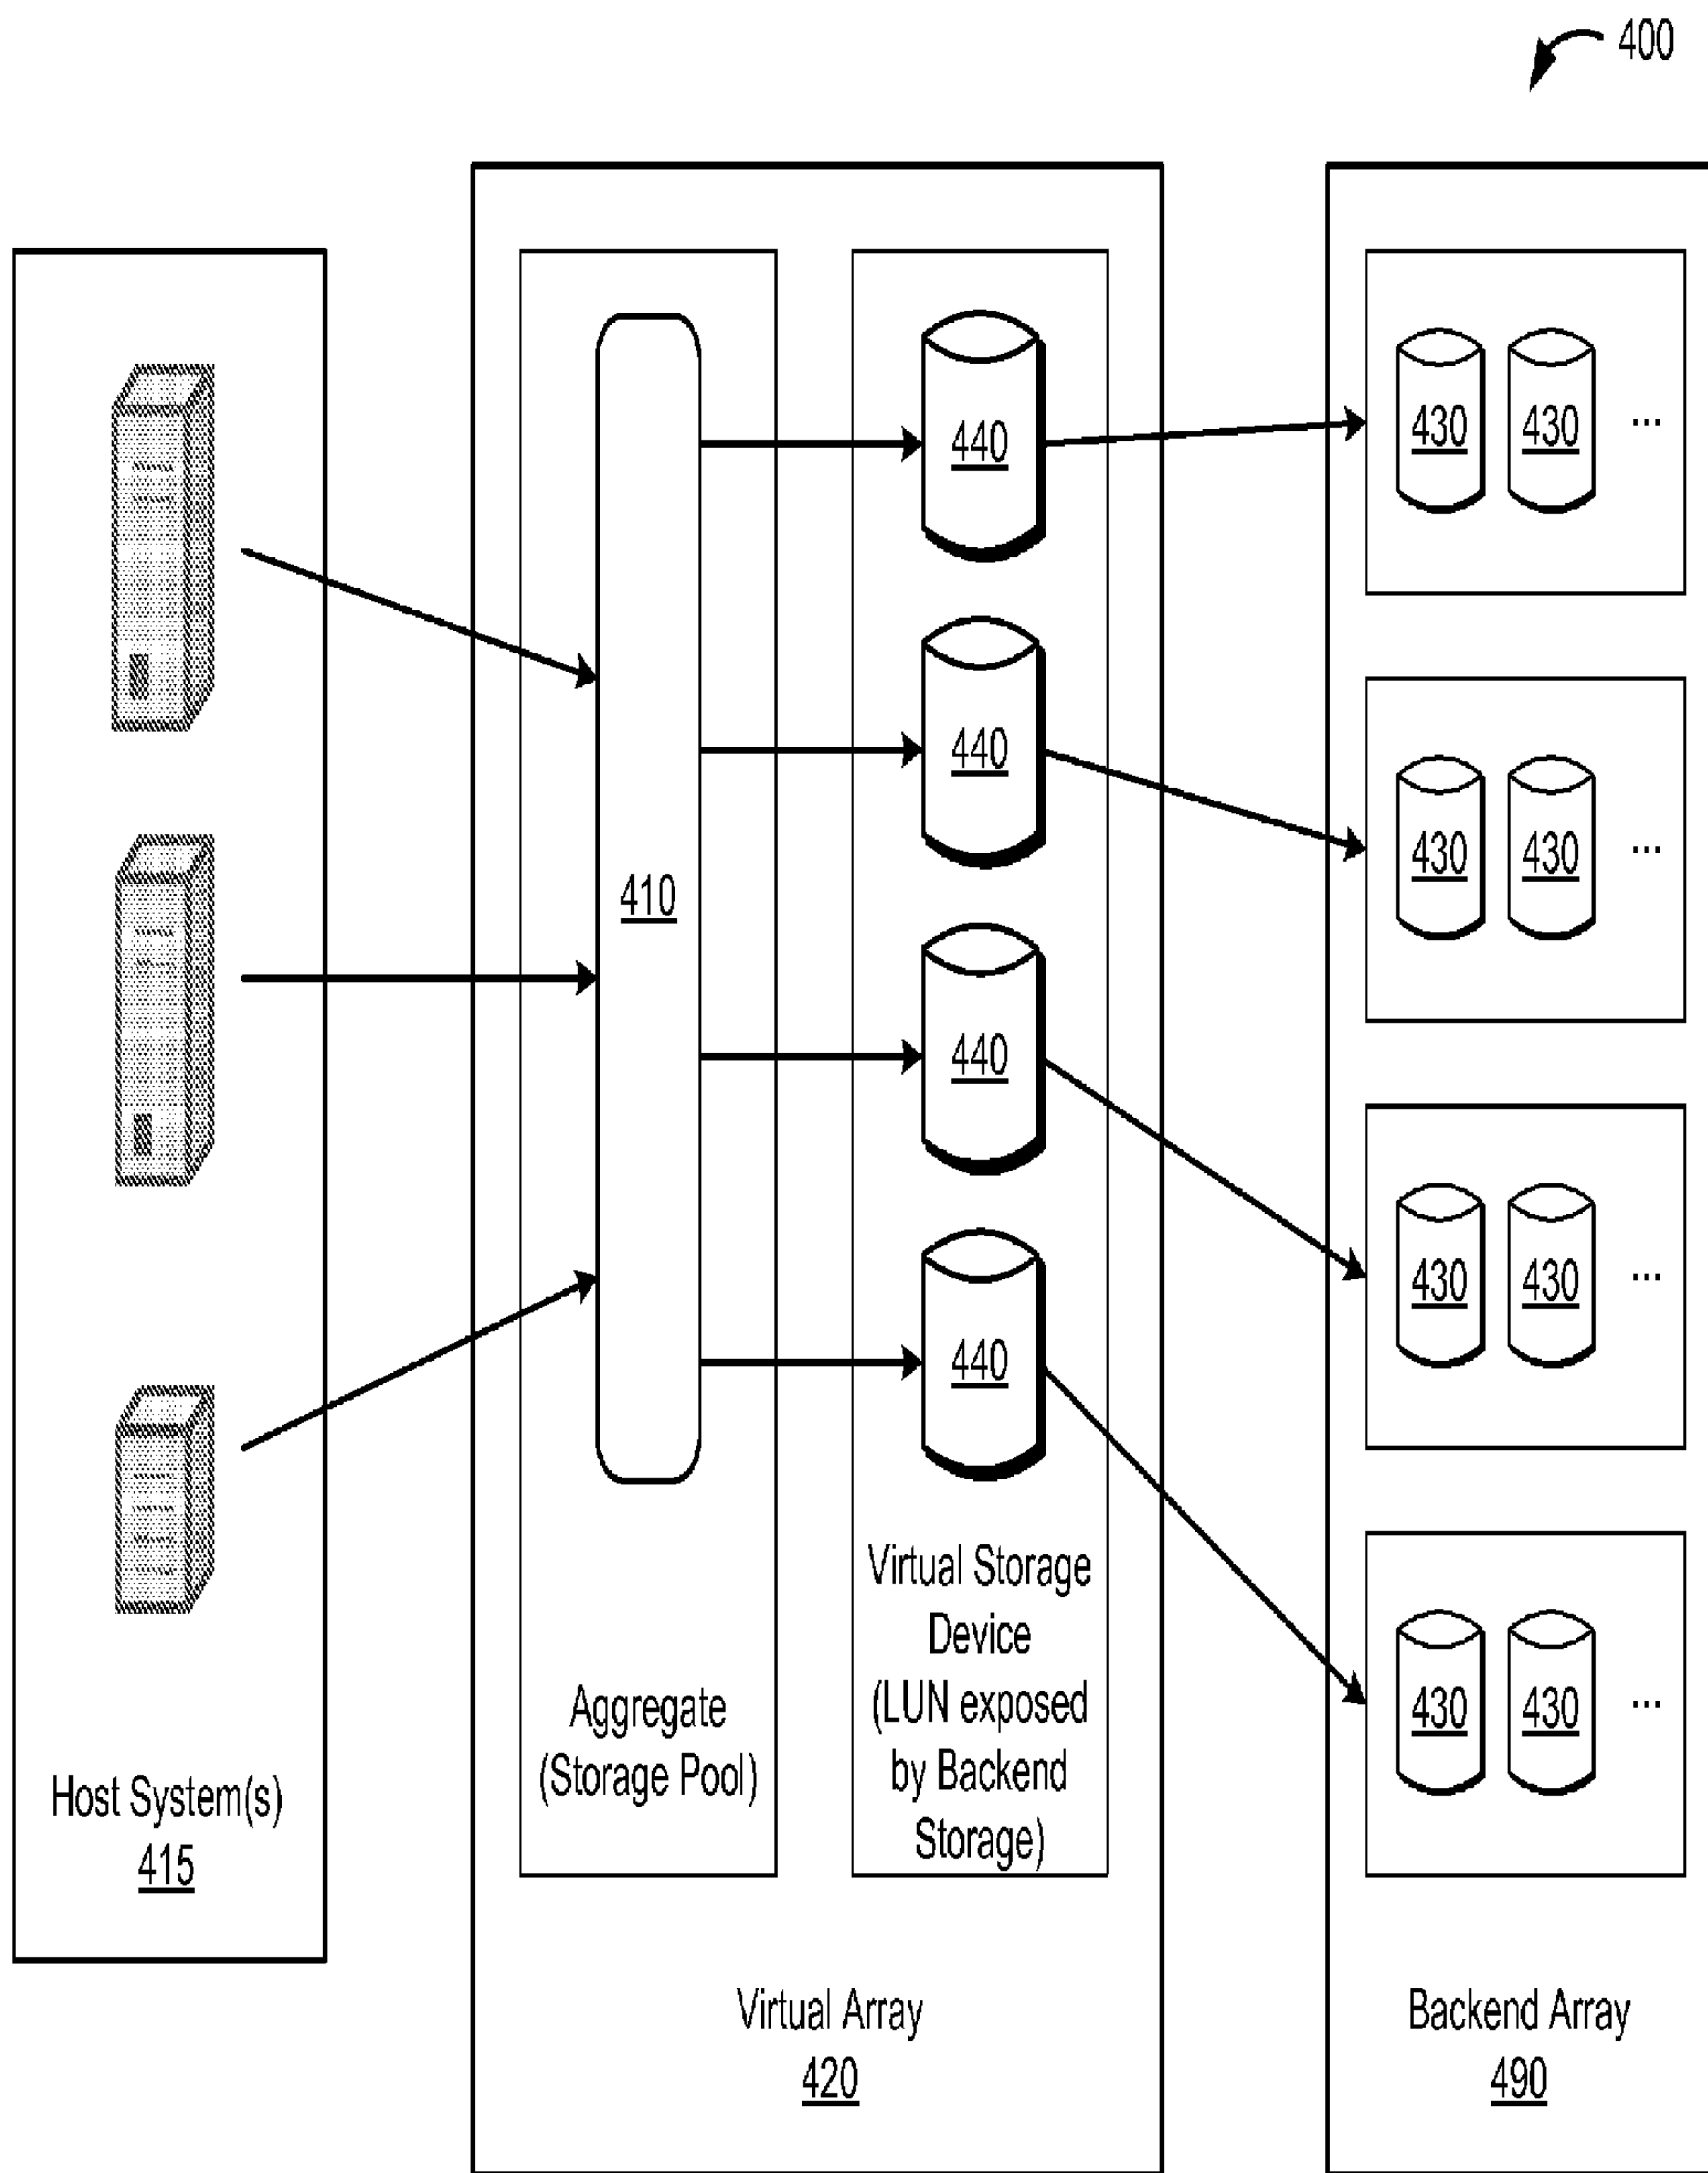 400
Host System(s)
415
410
Aggregate
(Storage Pool)
440
440
440
440
Virtual Storage
Device
(LUN exposed
by Backend
Storage)
Virtual Array
420
430 430 ...
430 430 ...
430 430 ...
430 430 ...
Backend Array
490